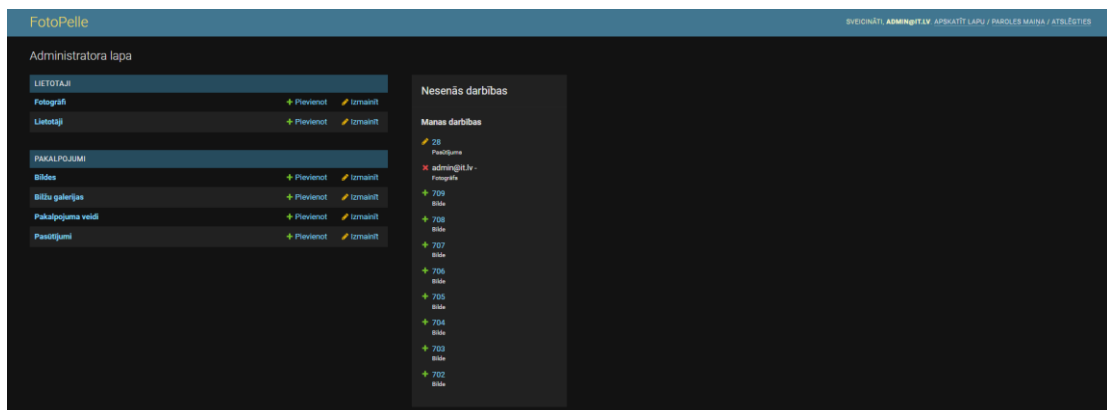 FotoPelle
SVEICINĀTI, ADMIN@IT.LV APSKATĪT LAPU / PAROLES MAIŅA / ATSLĒGTIES
Administratora lapa
LIETOTAJI
Fotogrāfi + Pievienot Izmainīt
Lietotāji + Pievienot Izmainīt
PAKALPOJUMI
Bildes + Pievienot Izmainīt
Bilžu galerijas + Pievienot Izmainīt
Pakalpojuma veidi + Pievienot Izmainīt
Pasūtījumi + Pievienot Izmainīt
Nesenās darbības
Manas darbības
28
Pasūtījums
admin@it.lv -
Fotogrāfs
+ 709
Bilde
+ 708
Bilde
+ 707
Bilde
+ 706
Bilde
+ 705
Bilde
+ 704
Bilde
+ 703
Bilde
+ 702
Bilde